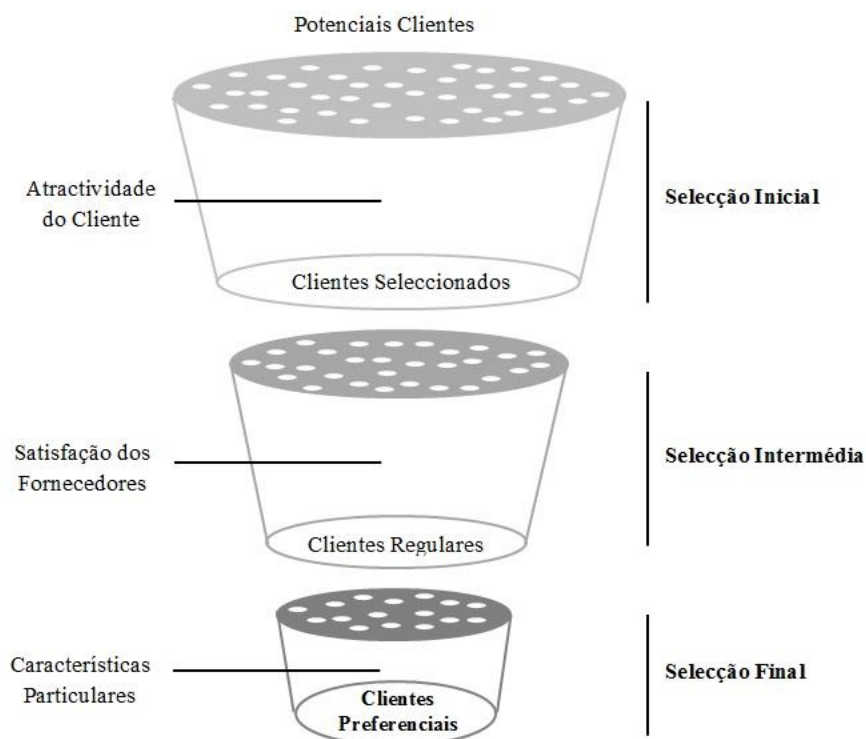 Potenciais Clientes
Atractividade
do Cliente
Selecção Inicial
Clientes Seleccionados
Satisfação dos
Fornecedores
Selecção Intermédia
Clientes Regulares
Características
Particulares
Selecção Final
Clientes
Preferenciais